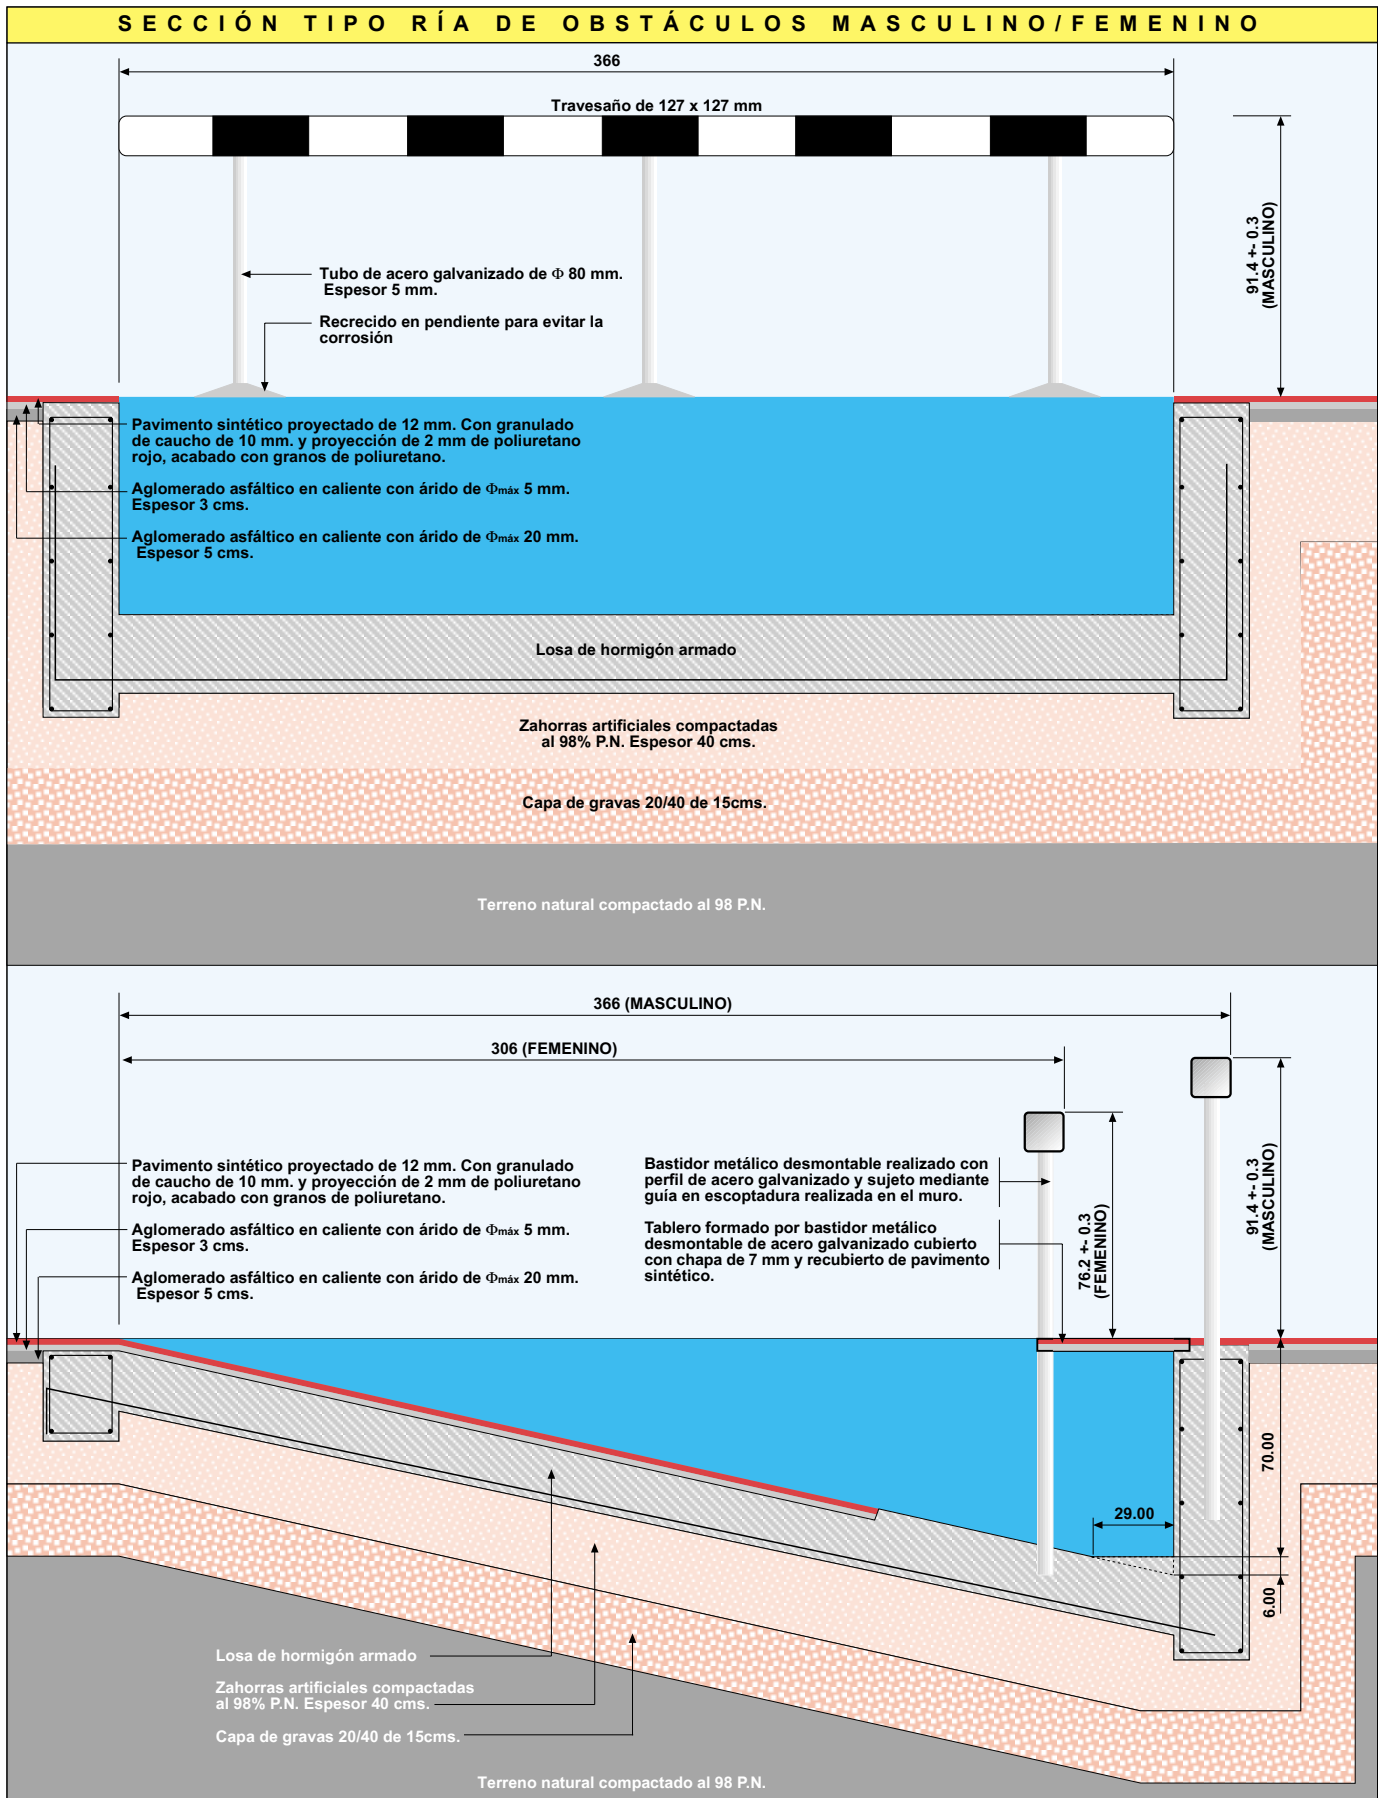 SECCIÓN TIPO RÍA DE OBSTÁCULOS MASCULINO/FEMENINO
366
Travesaño de 127 x 127 mm
91.4 +- 0.3
(MASCULINO)
Tubo de acero galvanizado de Φ 80 mm.
Espesor 5 mm.
Recrecido en pendiente para evitar la
corrosión
Pavimento sintético proyectado de 12 mm. Con granulado
de caucho de 10 mm. y proyección de 2 mm de poliuretano
rojo, acabado con granos de poliuretano.
Aglomerado asfáltico en caliente con árido de Φmáx 5 mm.
Espesor 3 cms.
Aglomerado asfáltico en caliente con árido de Φmáx 20 mm.
Espesor 5 cms.
Losa de hormigón armado
Zahorras artificiales compactadas
al 98% P.N. Espesor 40 cms.
Capa de gravas 20/40 de 15cms.
Terreno natural compactado al 98 P.N.
366 (MASCULINO)
306 (FEMENINO)
Pavimento sintético proyectado de 12 mm. Con granulado
de caucho de 10 mm. y proyección de 2 mm de poliuretano
rojo, acabado con granos de poliuretano.
Aglomerado asfáltico en caliente con árido de Φmáx 5 mm.
Espesor 3 cms.
Aglomerado asfáltico en caliente con árido de Φmáx 20 mm.
Espesor 5 cms.
Bastidor metálico desmontable realizado con
perfil de acero galvanizado y sujeto mediante
guía en escoptadura realizada en el muro.
Tablero formado por bastidor metálico
desmontable de acero galvanizado cubierto
con chapa de 7 mm y recubierto de pavimento
sintético.
76.2 +- 0.3
(FEMENINO)
91.4 +- 0.3
(MASCULINO)
70.00
29.00
6.00
Losa de hormigón armado
Zahorras artificiales compactadas
al 98% P.N. Espesor 40 cms.
Capa de gravas 20/40 de 15cms.
Terreno natural compactado al 98 P.N.